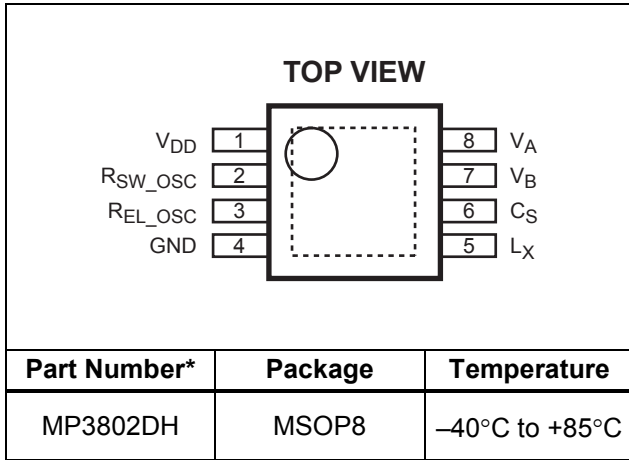 TOP VIEW
VDD 1 8 VA
RSW_OSC 2 7 VB
REL_OSC 3 6 CS
GND 4 5 LX
Part Number* Package Temperature
MP3802DH MSOP8 –40°C to +85°C